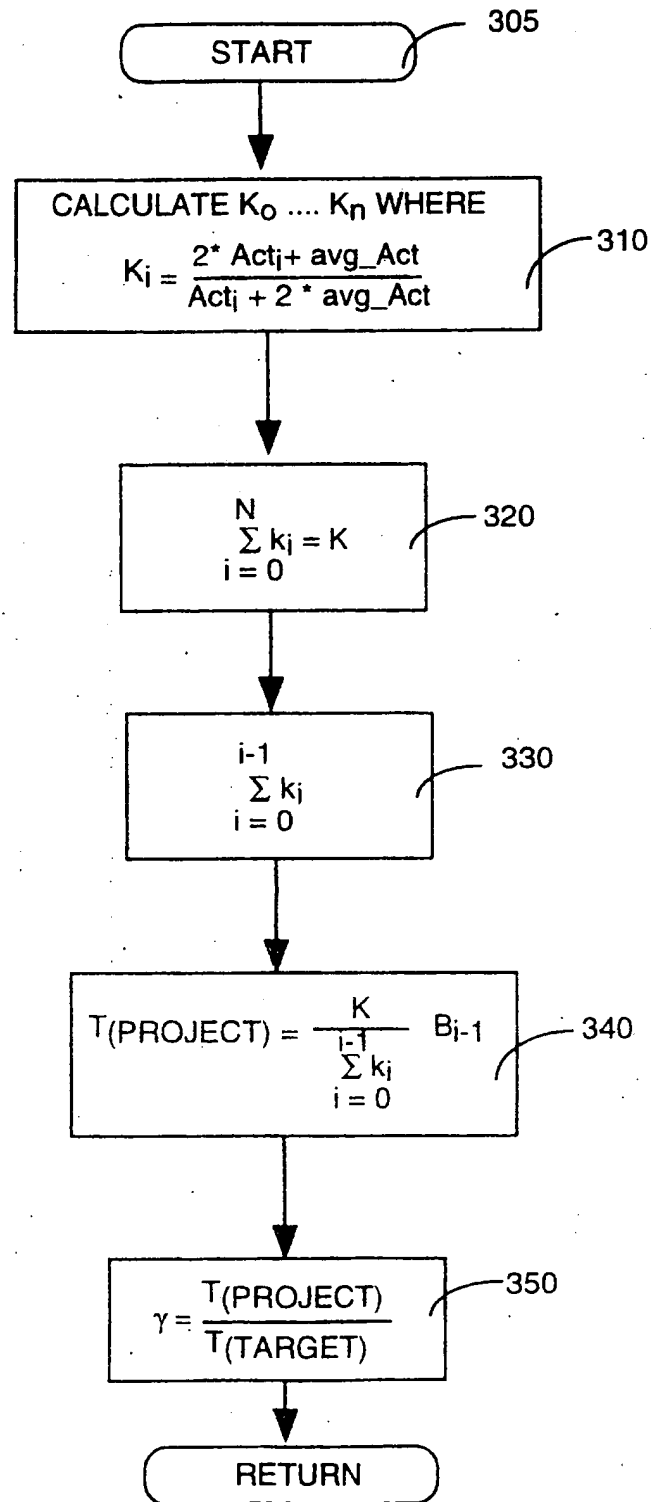 START
305
CALCULATE Ko .... Kn WHERE
Ki = 2* Acti+ avg_Act
Acti + 2 * avg_Act
310
N
Σ ki = K
i = 0
320
i-1
Σ ki
i = 0
330
K
T(PROJECT) = Bi-1
i-1
Σ ki
i = 0
340
T(PROJECT)
γ =
T(TARGET)
350
RETURN